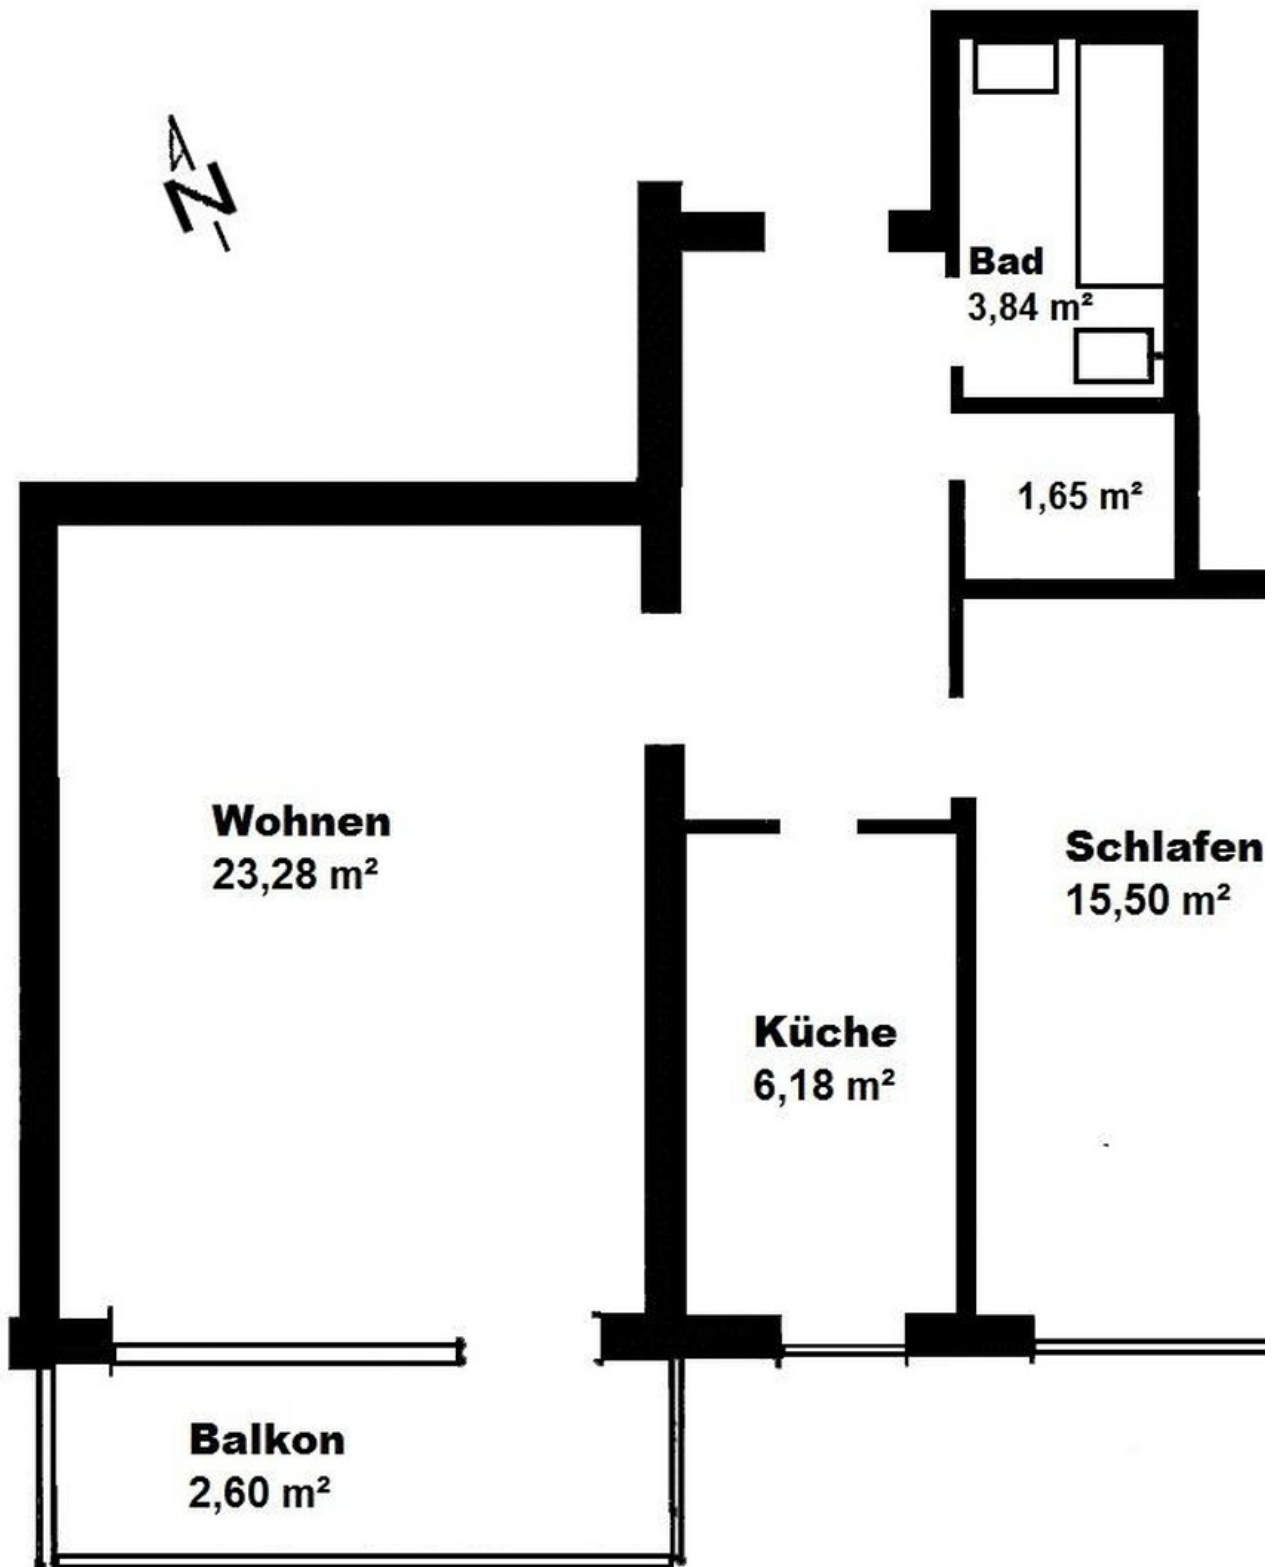 N
Bad
3,84 m²
1,65 m²
Wohnen
23,28 m²
Schlafen
15,50 m²
Küche
6,18 m²
Balkon
2,60 m²